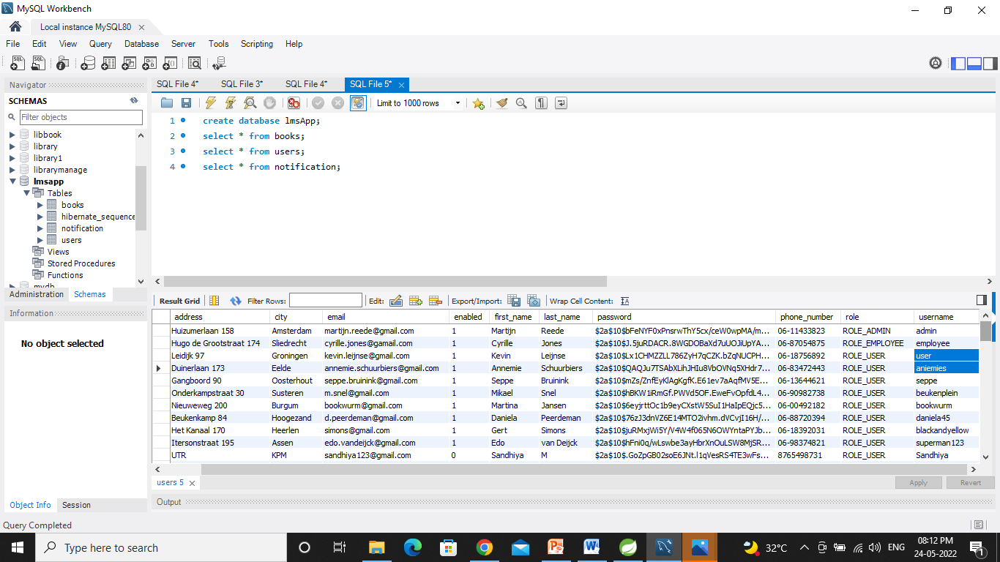 MySQL Workbench
Local instance MySQL80
File Edit View Query Database Server Tools Scripting Help
Navigator
SCHEMAS
Filter objects
libbook
library
library1
librarymanage
lmsapp
Tables
books
hibernate_sequence
notification
users
Views
Stored Procedures
Functions
mydb
Administration Schemas
Information
No object selected
Object Info Session
SQL File 4* SQL File 3* SQL File 4* SQL File 5*
Limit to 1000 rows
1 create database lmsApp;
2 select * from books;
3 select * from users;
4 select * from notification;
Result Grid Filter Rows: Edit: Export/Import: Wrap Cell Content:
address city email enabled first_name last_name password phone_number role username
Huizumerlaan 158 Amsterdam martijn.reede@gmail.com 1 Martijn Reede $2a$10$bFeNYF0xPnsrwThY5cx/ceW0wpMA/m... 06-11433823 ROLE_ADMIN admin
Hugo de Grootstraat 174 Sliedrecht cyrille.jones@gamail.com 1 Cyrille Jones $2a$10$J.5juRDACR.8WGDOBaXd7uUOJiUpYA... 06-87054875 ROLE_EMPLOYEE employee
Leidijk 97 Groningen kevin.leijnse@gmail.com 1 Kevin Leijnse $2a$10$Lx1CHMZZLL786ZyH7qCZK.bZqNUCPH... 06-18756892 ROLE_USER user
Duinerlaan 173 Eelde annemie.schuurbiers@gmail.com 1 Annemie Schuurbiers $2a$10$QAQJu7TSAbXLihJHIu8VbOVNq5XHdr7... 06-83472443 ROLE_USER aniemies
Gangboord 90 Oosterhout seppe.bruinink@gmail.com 1 Seppe Bruinink $2a$10$mZs/ZnfEyKlAgKgfK.E61ev7aAqfMV5E... 06-13644621 ROLE_USER seppe
Onderkampstraat 30 Susteren m.snel@gmail.com 1 Mikael Snel $2a$10$hBKW1iRmGf.PWVd5OF.EweFvOpfdL4... 06-90982738 ROLE_USER beukenplein
Nieuweweg 200 Burgum bookwurm@gmail.com 1 Martina Jansen $2a$10$6eyjrttOc1b9eyCXstW5SuI1HaIpEQjc5... 06-00492182 ROLE_USER bookwurm
Beukenkamp 84 Hoogezand d.peerdeman@gmail.com 1 Daniela Peerdeman $2a$10$76zJ3dnVZ6E14MTO2ivhm.dVCvjI16H/... 06-88720394 ROLE_USER daniela45
Het Kanaal 170 Heerlen simons@gmail.com 1 Gert Simons $2a$10$juRMxjWi5Y/V4W4f065N6OWYntaPYJb... 06-18392031 ROLE_USER blackandyellow
Itersonstraat 195 Assen edo.vandeijck@gmail.com 1 Edo van Deijck $2a$10$hFni0q/wLswbe3ayHbrXnOuLSW8MjSR... 06-98374821 ROLE_USER superman123
UTR KPM sandhiya123@gmail.com 0 Sandhiya M $2a$10$.GoZpGB02soE6JNt.l1qVesRS4TE3wFs... 8765498731 ROLE_USER Sandhiya
users 5
Apply Revert
Output
Query Completed
Type here to search
32°C ENG 08:12 PM
24-05-2022
1